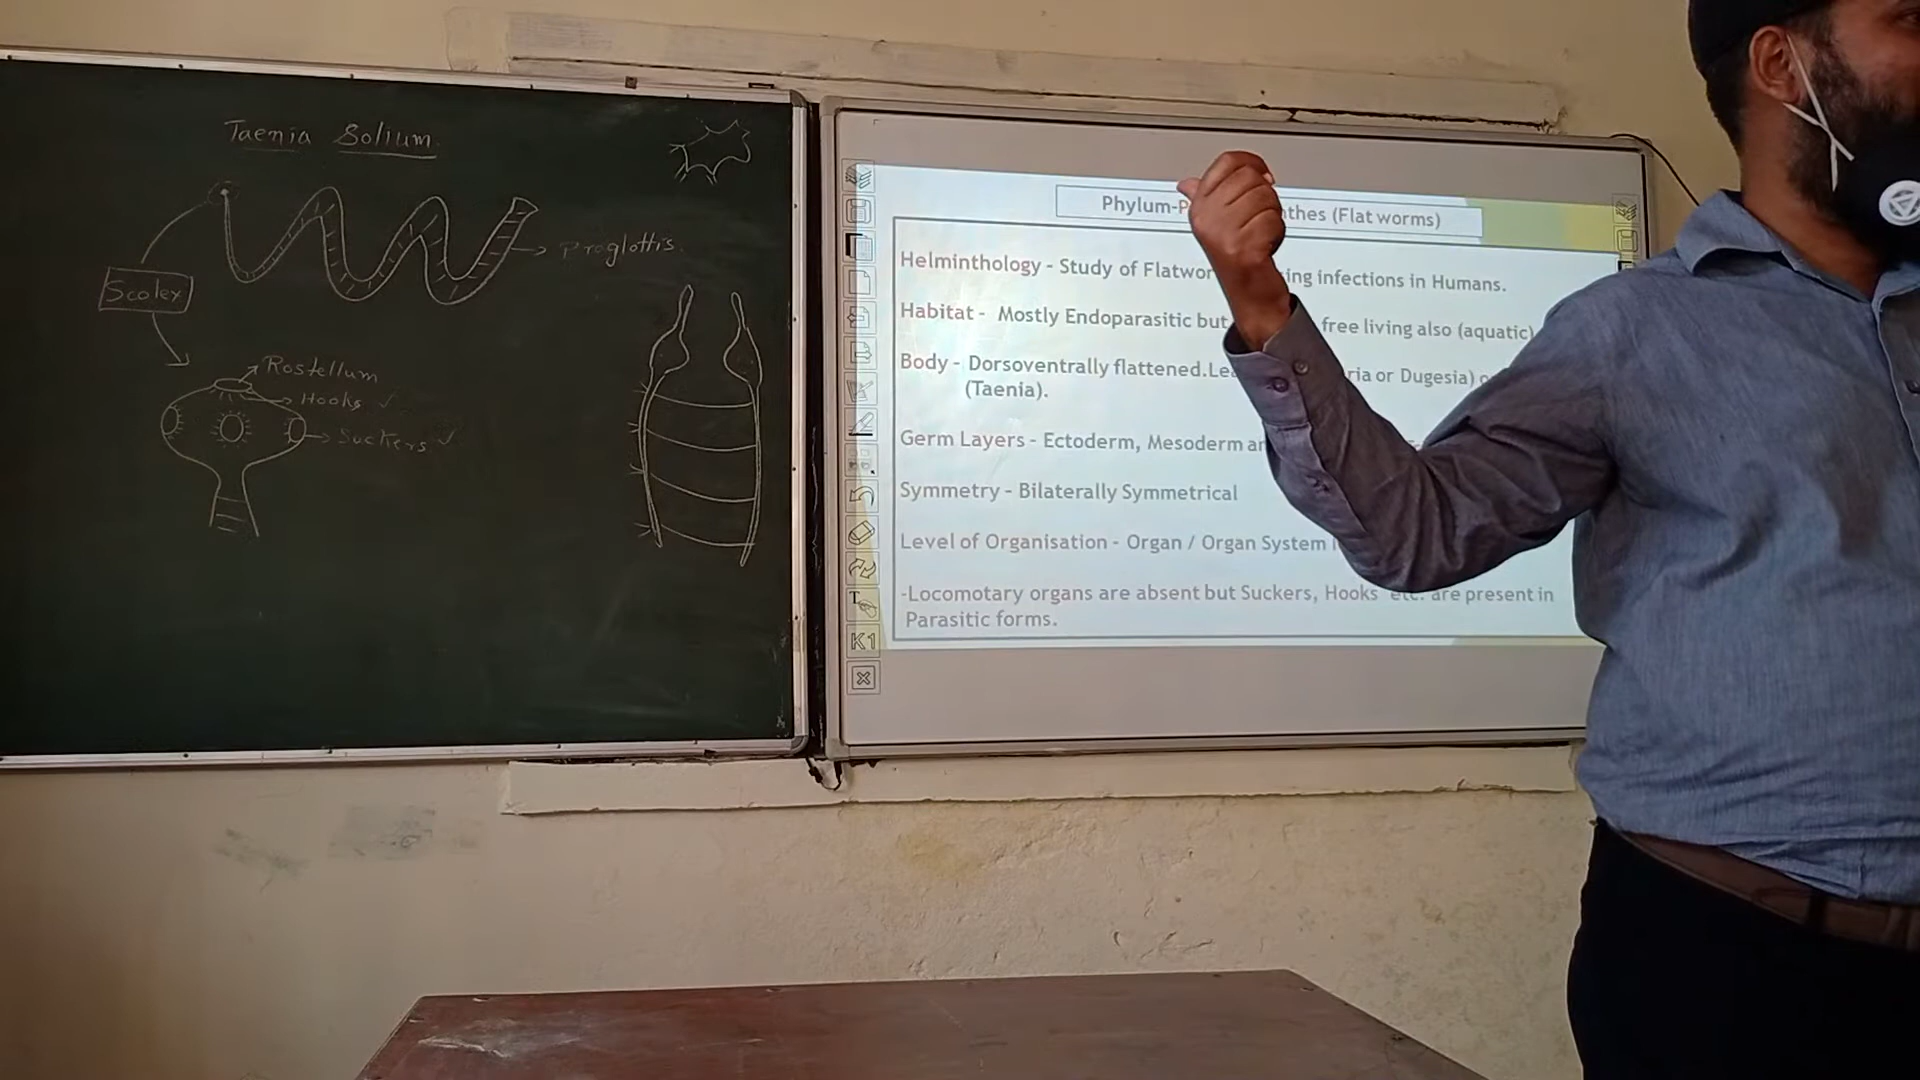 Taenia Solium
Proglottis
Scolex
Rostellum
Hooks ✓
Suckers ✓
Phylum-P nthes (Flat worms)
Helminthology - Study of Flatwor ing infections in Humans.
Habitat - Mostly Endoparasitic but free living also (aquatic)
Body - Dorsoventrally flattened.Le ria or Dugesia) o
(Taenia).
Germ Layers - Ectoderm, Mesoderm an
Symmetry - Bilaterally Symmetrical
Level of Organisation - Organ / Organ System
-Locomotary organs are absent but Suckers, Hooks etc. are present in
Parasitic forms.
T
K1